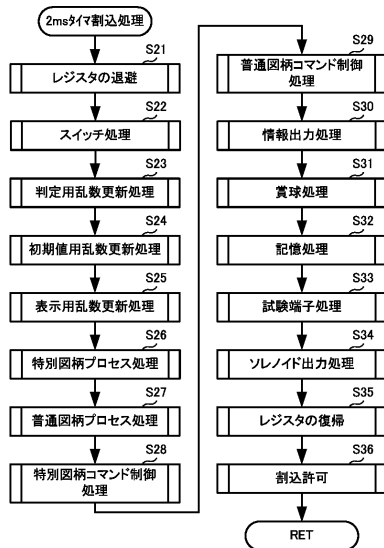 2msタイマ割込処理
S21
レジスタの退避
S22
スイッチ処理
S23
判定用乱数更新処理
S24
初期値用乱数更新処理
S25
表示用乱数更新処理
S26
特別図柄プロセス処理
S27
普通図柄プロセス処理
S28
特別図柄コマンド制御
処理
S29
普通図柄コマンド制御
処理
S30
情報出力処理
S31
賞球処理
S32
記憶処理
S33
試験端子処理
S34
ソレノイド出力処理
S35
レジスタの復帰
S36
割込許可
RET